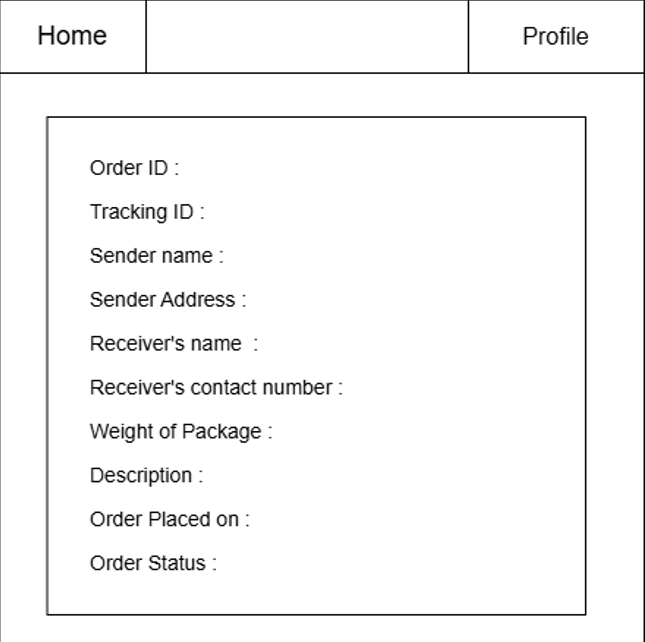 Home Profile
Order ID :
Tracking ID :
Sender name :
Sender Address :
Receiver's name  :
Receiver's contact number :
Weight of Package :
Description :
Order Placed on :
Order Status :